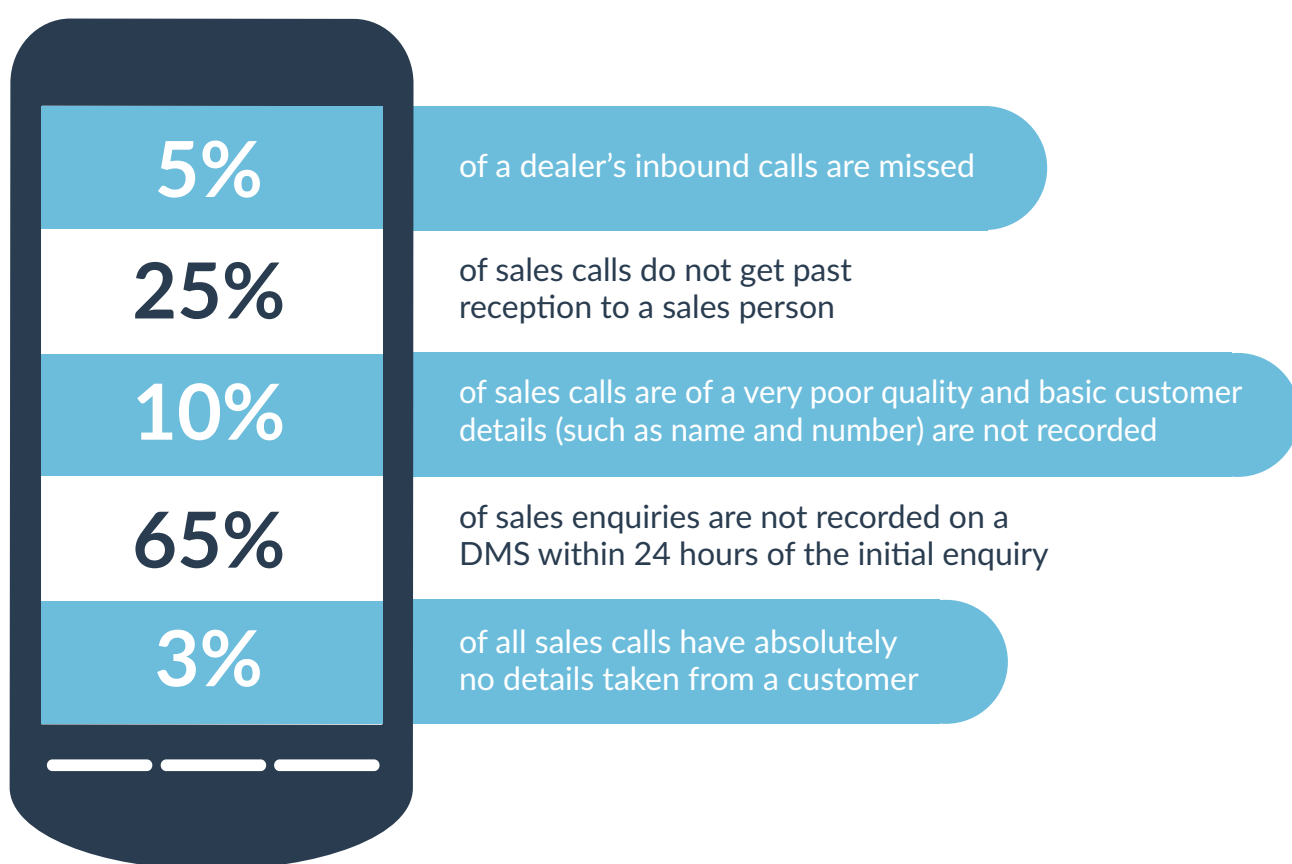 5%
of a dealer’s inbound calls are missed
25%
of sales calls do not get past
reception to a sales person
10%
of sales calls are of a very poor quality and basic customer
details (such as name and number) are not recorded
65%
of sales enquiries are not recorded on a
DMS within 24 hours of the initial enquiry
3%
of all sales calls have absolutely
no details taken from a customer